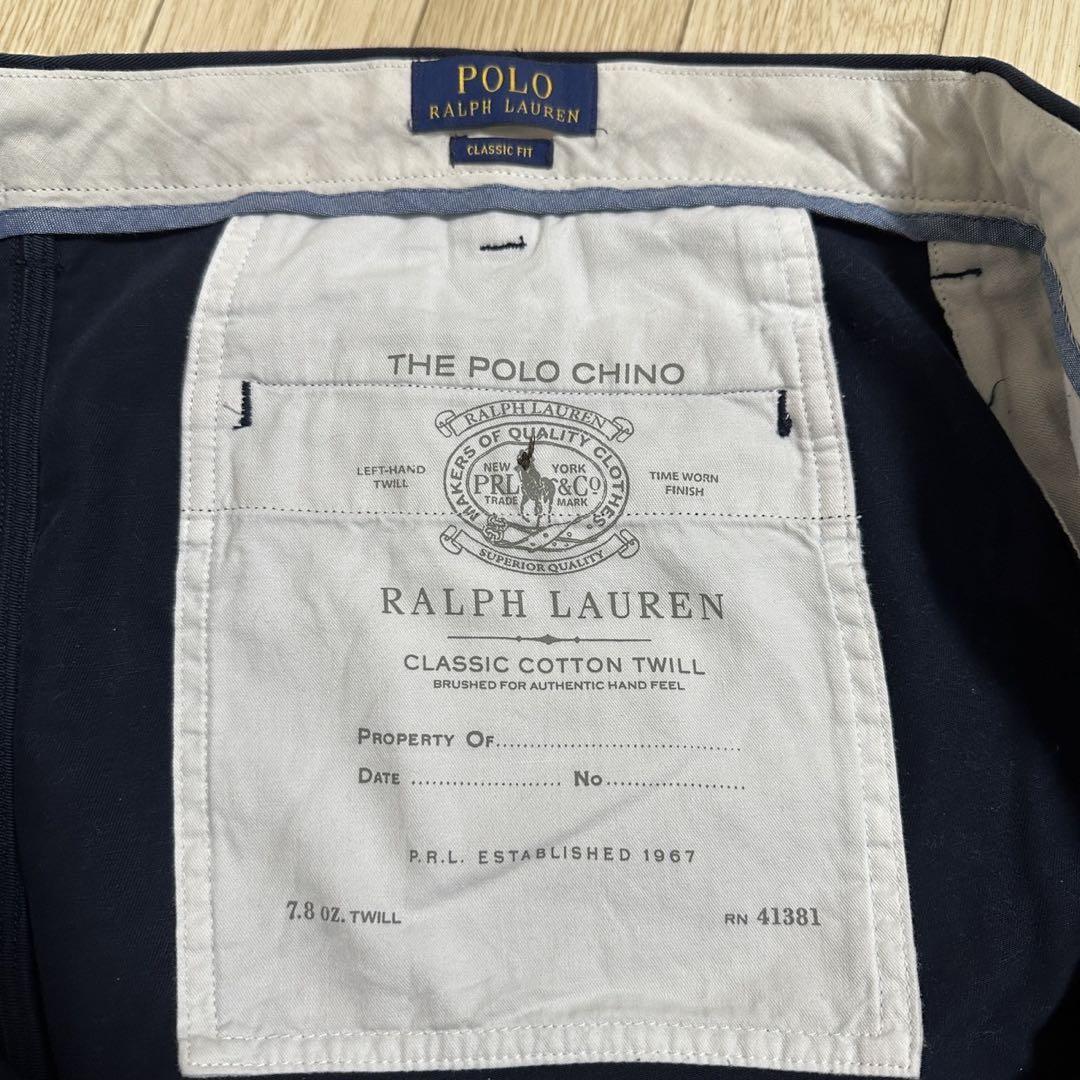 POLO
RALPH LAUREN
CLASSIC FIT
THE POLO CHINO
RALPH LAUREN
MAKERS OF QUALITY CLOTHES.
LEFT-HAND
TWILL
NEW YORK
PRL &Co
TRADE MARK
TIME WORN
FINISH
SUPERIOR QUALITY
RALPH LAUREN
CLASSIC COTTON TWILL
BRUSHED FOR AUTHENTIC HAND FEEL
PROPERTY OF........................................
DATE ........................ NO.......................
P.R.L. ESTABLISHED 1967
7.8 OZ. TWILL RN 41381